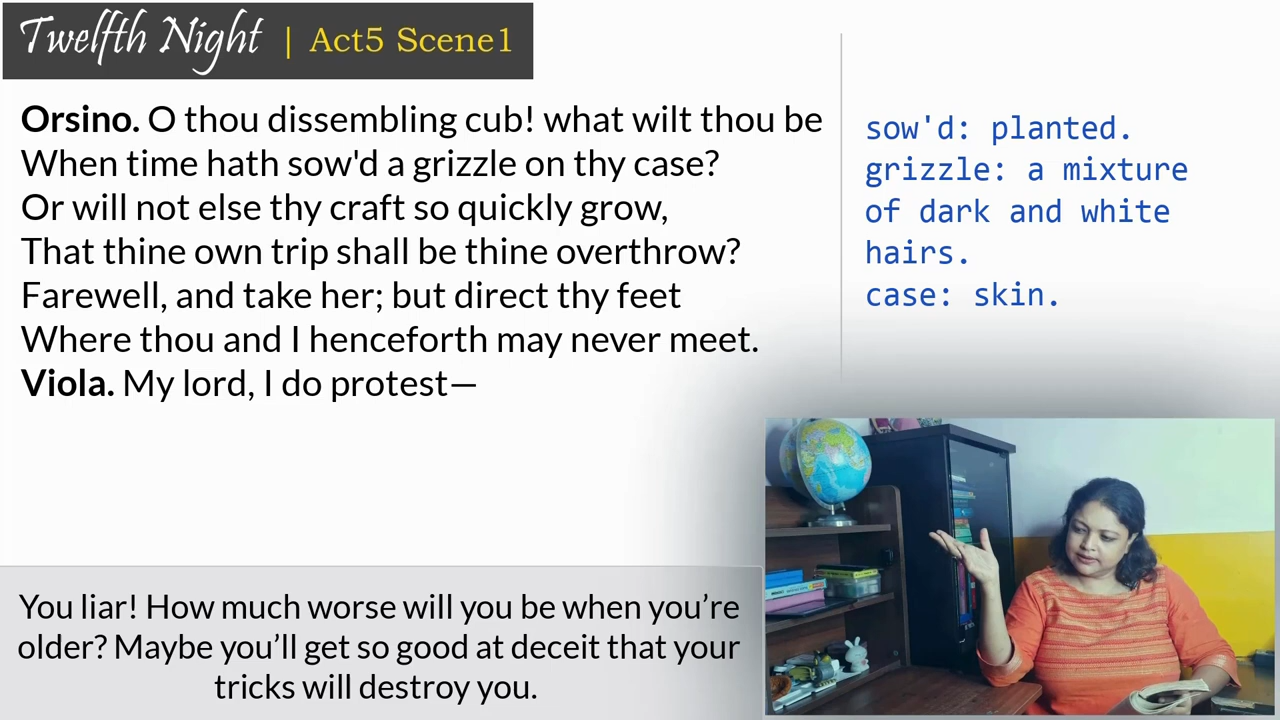 Twelfth Night | Act5 Scene1
Orsino. O thou dissembling cub! what wilt thou be
When time hath sow'd a grizzle on thy case?
Or will not else thy craft so quickly grow,
That thine own trip shall be thine overthrow?
Farewell, and take her; but direct thy feet
Where thou and I henceforth may never meet.
Viola. My lord, I do protest—
sow'd: planted.
grizzle: a mixture
of dark and white
hairs.
case: skin.
You liar! How much worse will you be when you’re
older? Maybe you’ll get so good at deceit that your
tricks will destroy you.